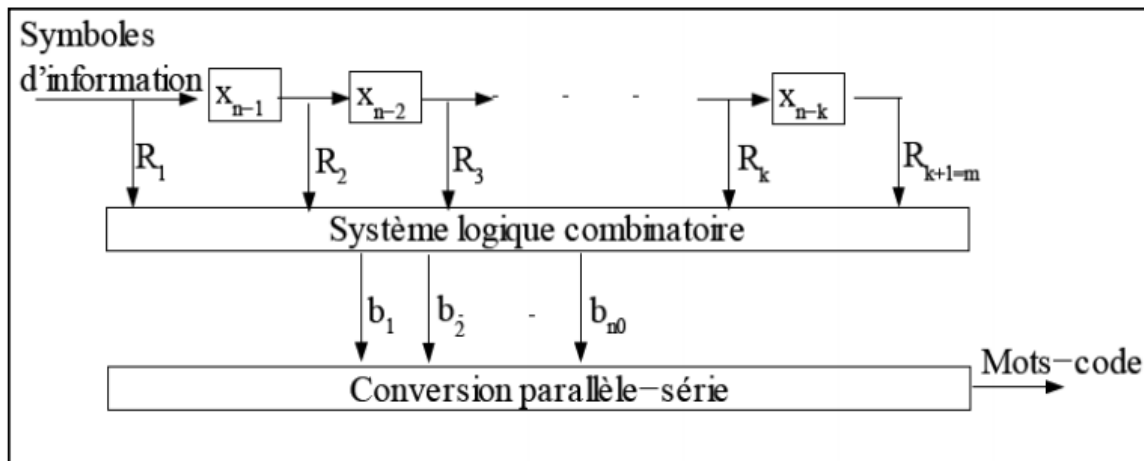 Symboles
d'information
x_{n-1} x_{n-2} - - - x_{n-k}
R_1 R_2 R_3 R_k R_{k+1=m}
Système logique combinatoire
b_1 b_2 - b_{n0}
Mots-code
Conversion parallèle-série